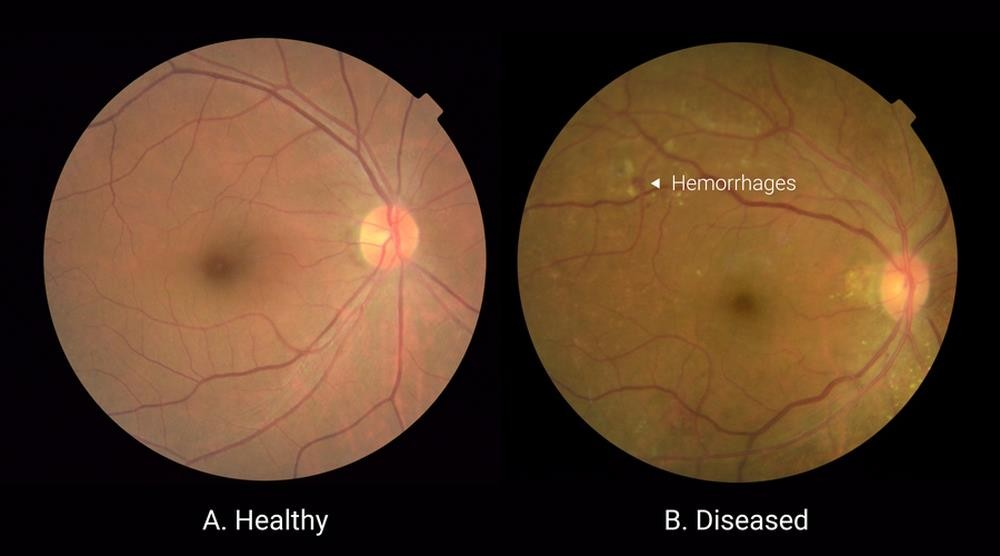 Hemorrhages
A. Healthy
B. Diseased